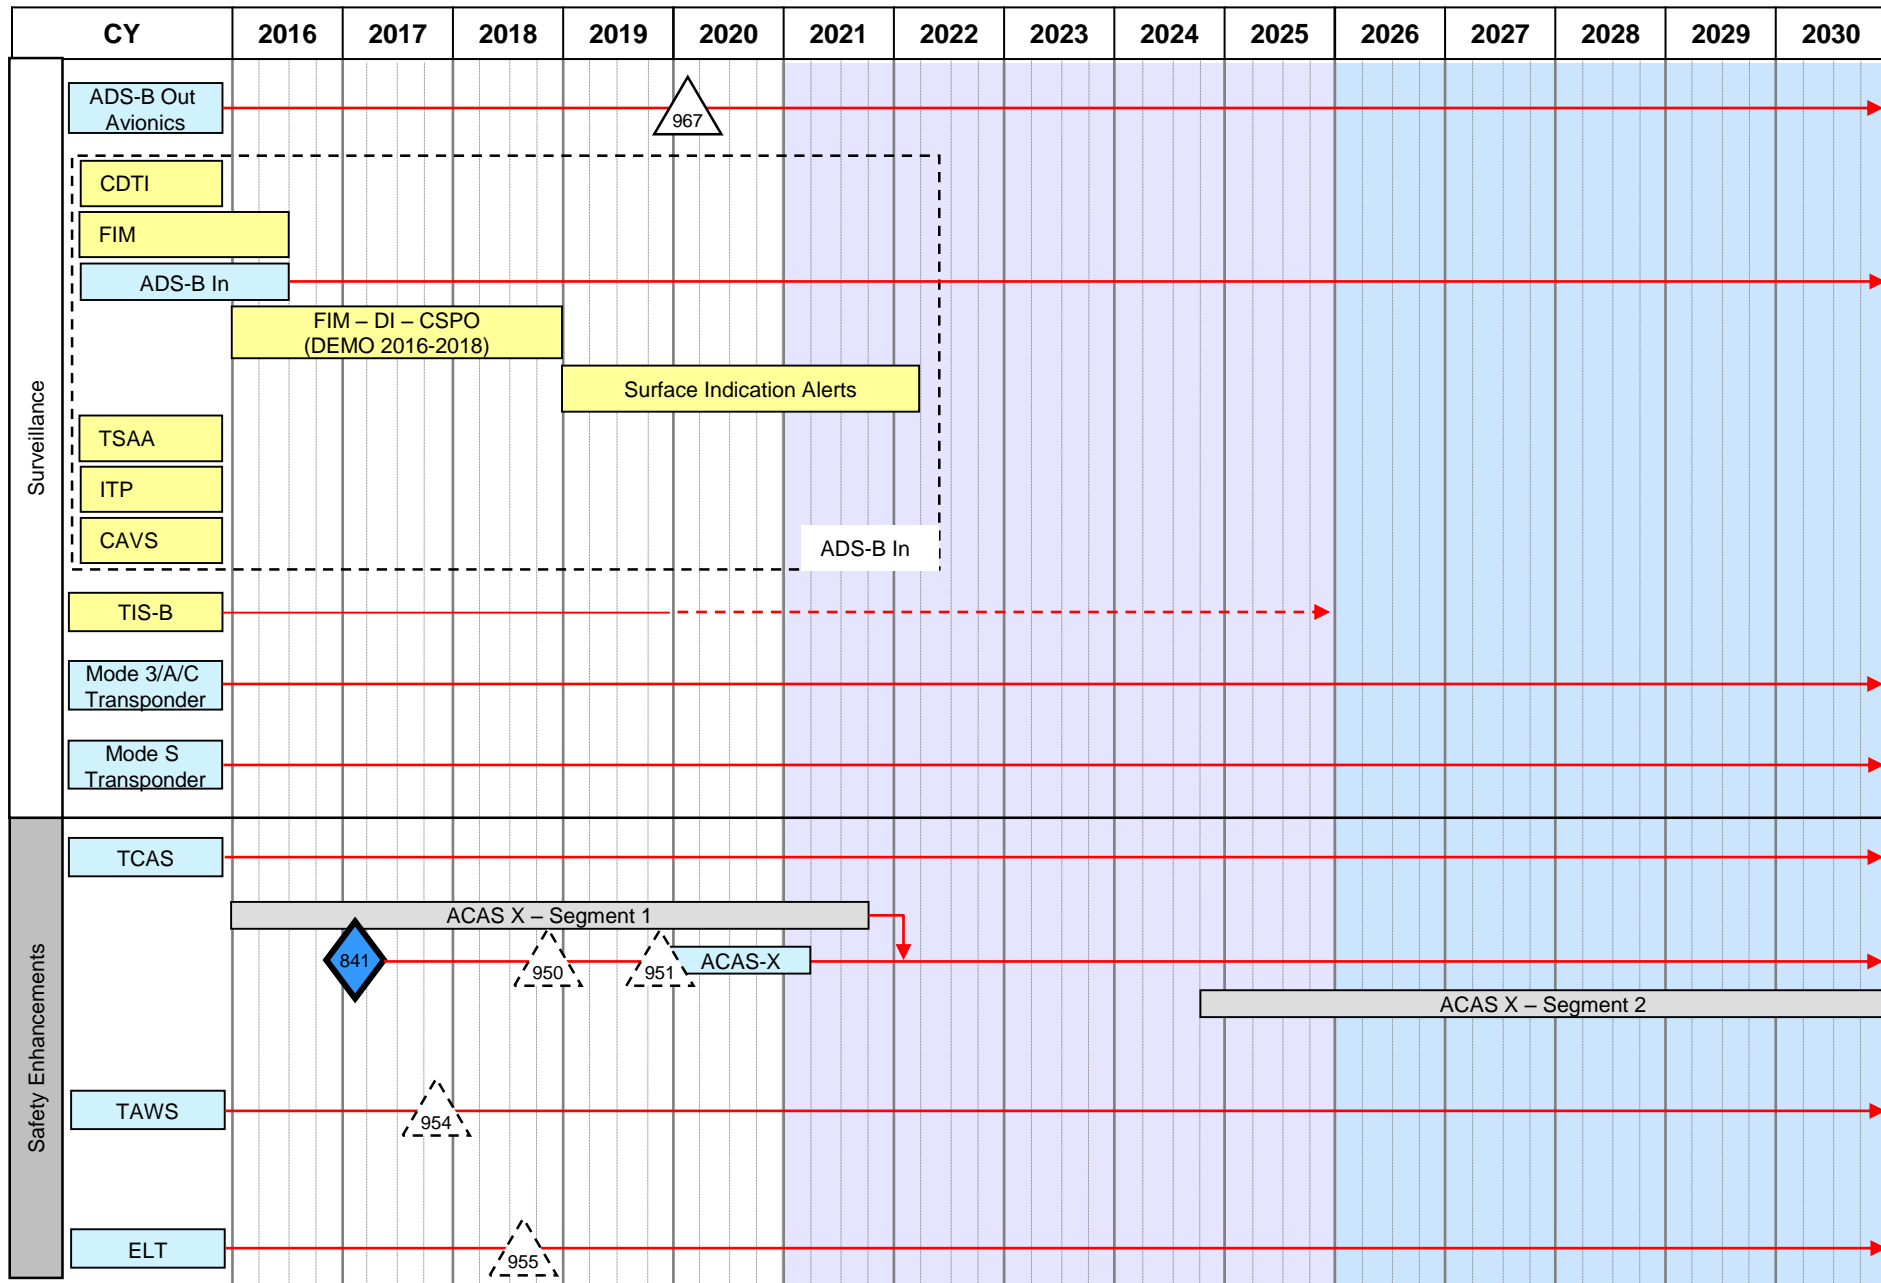 CY 2016 2017 2018 2019 2020 2021 2022 2023 2024 2025 2026 2027 2028 2029 2030
Surveillance
ADS-B Out
Avionics
967
CDTI
FIM
ADS-B In
FIM – DI – CSPO
(DEMO 2016-2018)
Surface Indication Alerts
TSAA
ITP
CAVS
ADS-B In
TIS-B
Mode 3/A/C
Transponder
Mode S
Transponder
Safety Enhancements
TCAS
ACAS X – Segment 1
841
950
951
ACAS-X
ACAS X – Segment 2
TAWS
954
ELT
955